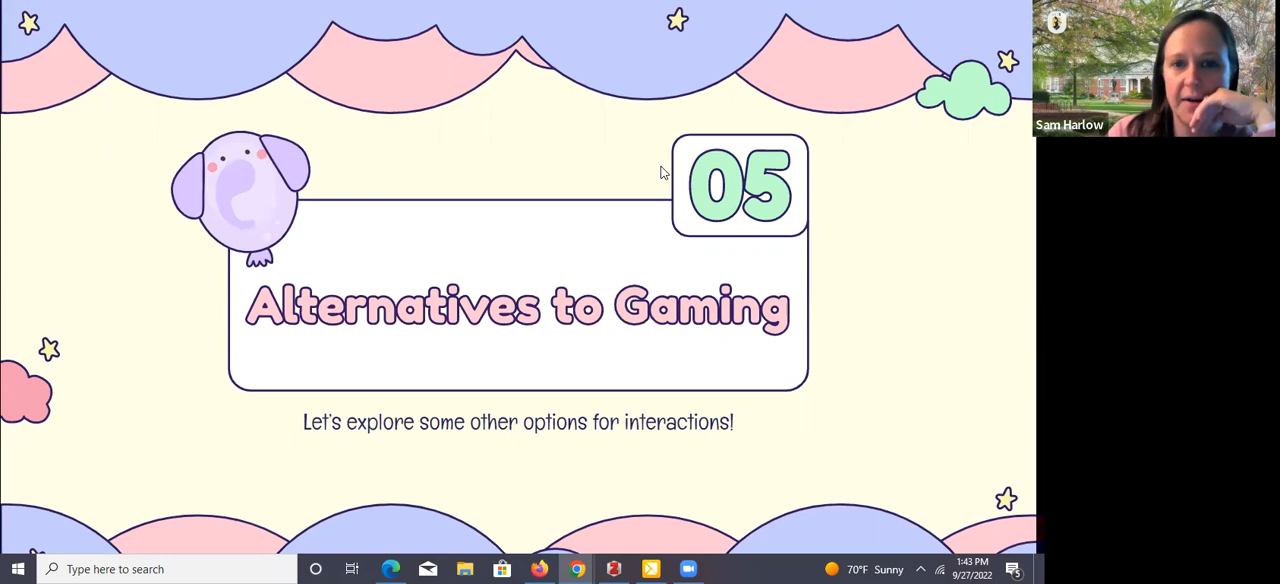 05
Alternatives to Gaming
Let's explore some other options for interactions!
Sam Harlow
Type here to search
70°F Sunny
1:43 PM
9/27/2022
5